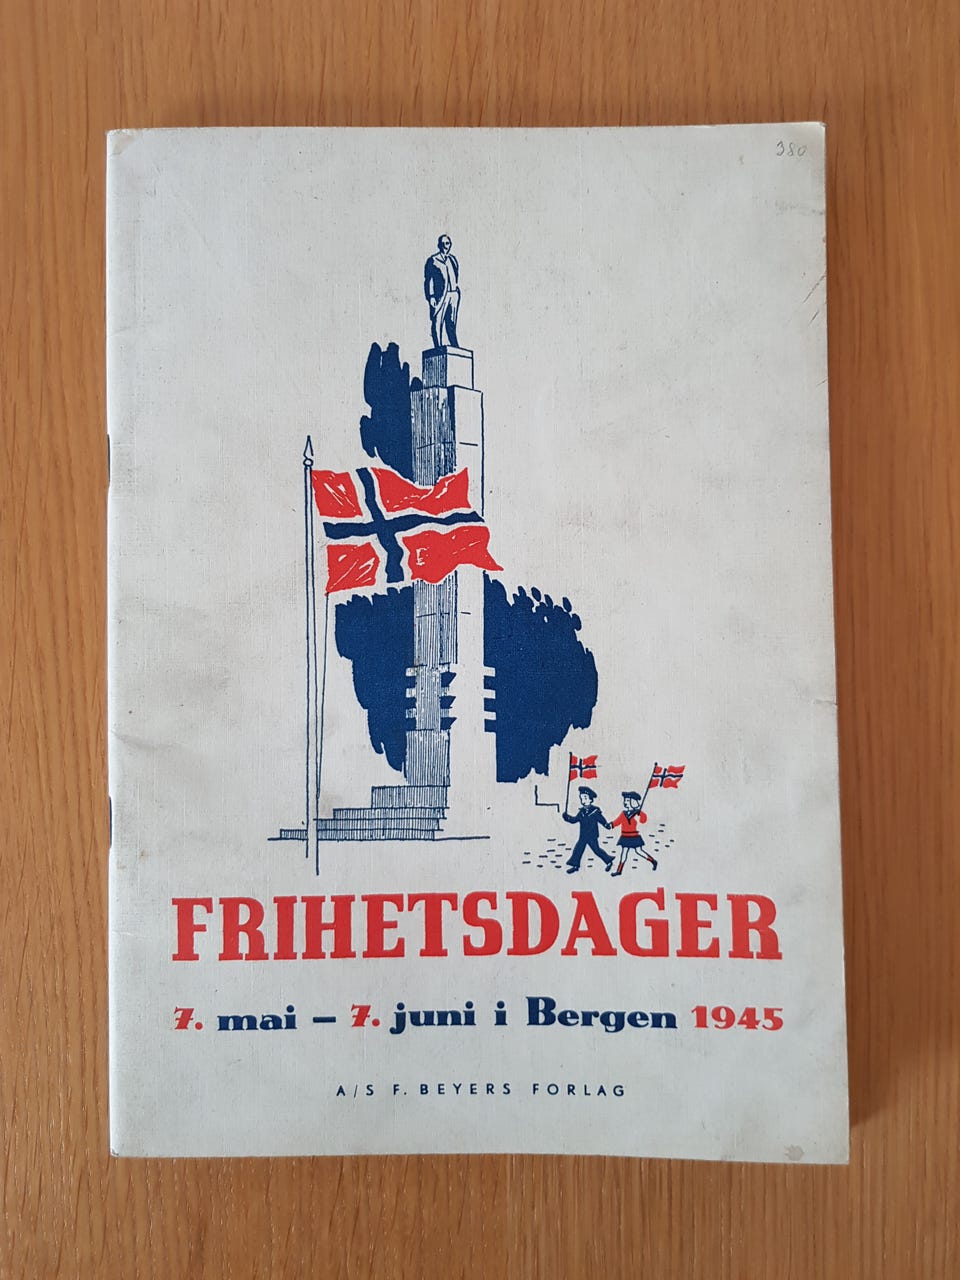 380
FRIHETSDAGER
7. mai – 7. juni i Bergen 1945
A/S F. BEYERS FORLAG